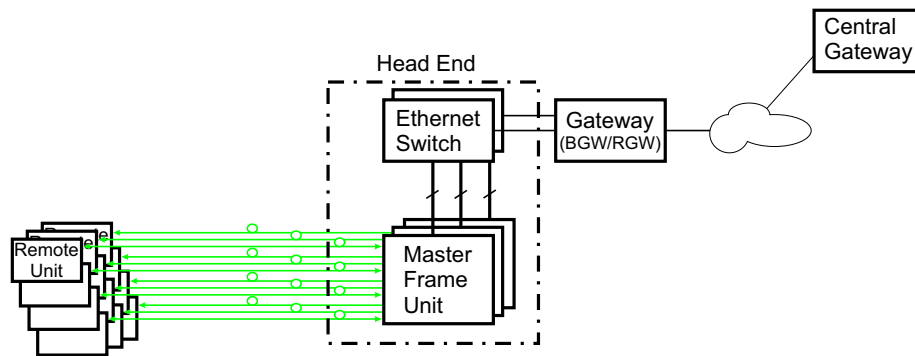 Central
Gateway
Head End
Ethernet
Switch
Gateway
(BGW/RGW)
Remote
Unit
Master
Frame
Unit